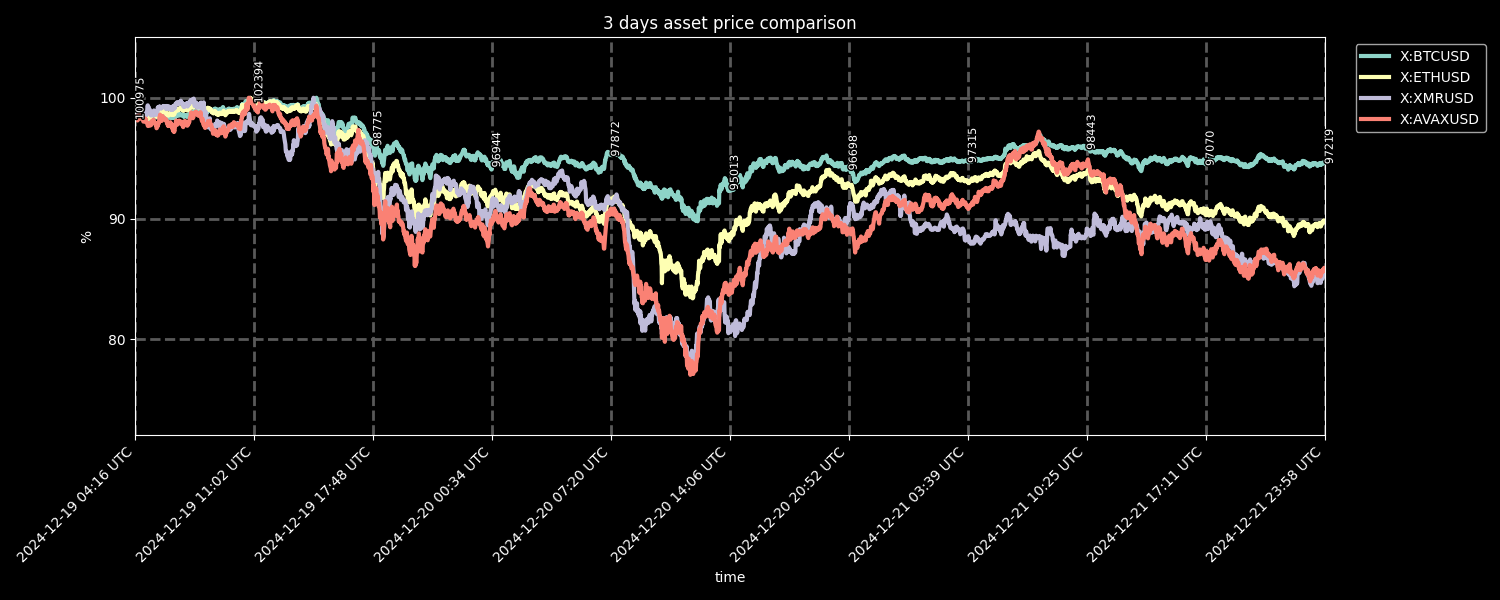 3 days asset price comparison
X:BTCUSD
X:ETHUSD
X:XMRUSD
X:AVAXUSD
100
90
80
%
100975
102394
98775
96944
97872
95013
96698
97315
98443
97070
97219
2024-12-19 04:16 UTC
2024-12-19 11:02 UTC
2024-12-19 17:48 UTC
2024-12-20 00:34 UTC
2024-12-20 07:20 UTC
2024-12-20 14:06 UTC
2024-12-20 20:52 UTC
2024-12-21 03:39 UTC
2024-12-21 10:25 UTC
2024-12-21 17:11 UTC
2024-12-21 23:58 UTC
time